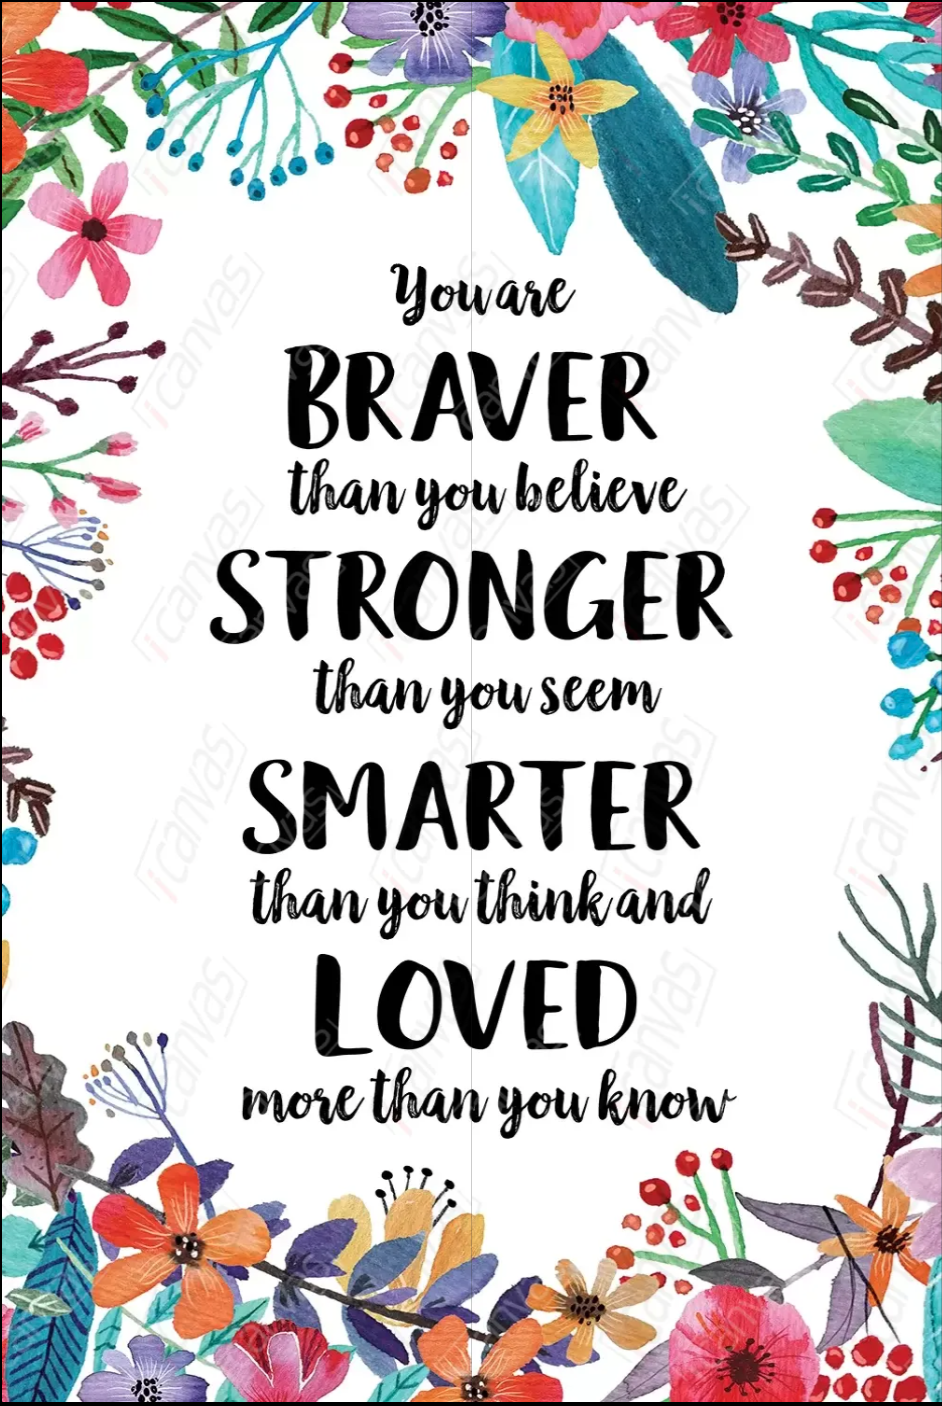 You are
BRAVER
than you believe
STRONGER
than you seem
SMARTER
than you think and
LOVED
more than you know
icanvas